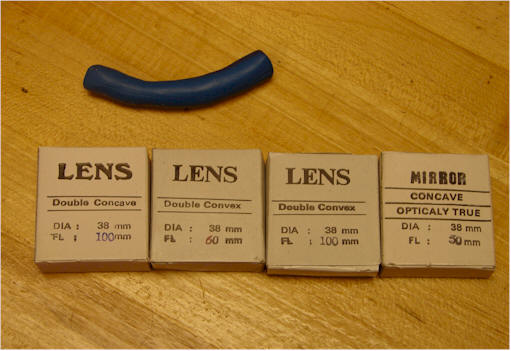 LENS
Double Concave
DIA : 38 mm
FL : 100mm
LENS
Double Convex
DIA : 38 mm
FL : 60 mm
LENS
Double Convex
DIA : 38 mm
FL : 100 mm
MIRROR
CONCAVE
OPTICALY TRUE
DIA : 38 mm
FL : 50 mm